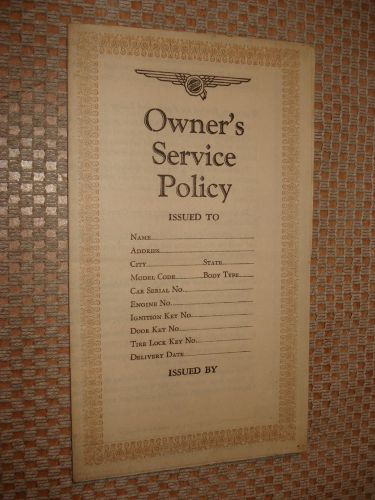 Owner's
Service
Policy
ISSUED TO
NAME
ADDRESS
CITY STATE
MODEL CODE BODY TYPE
CAR SERIAL NO.
ENGINE NO.
IGNITION KEY NO.
DOOR KEY NO.
TIRE LOCK KEY NO.
DELIVERY DATE
ISSUED BY